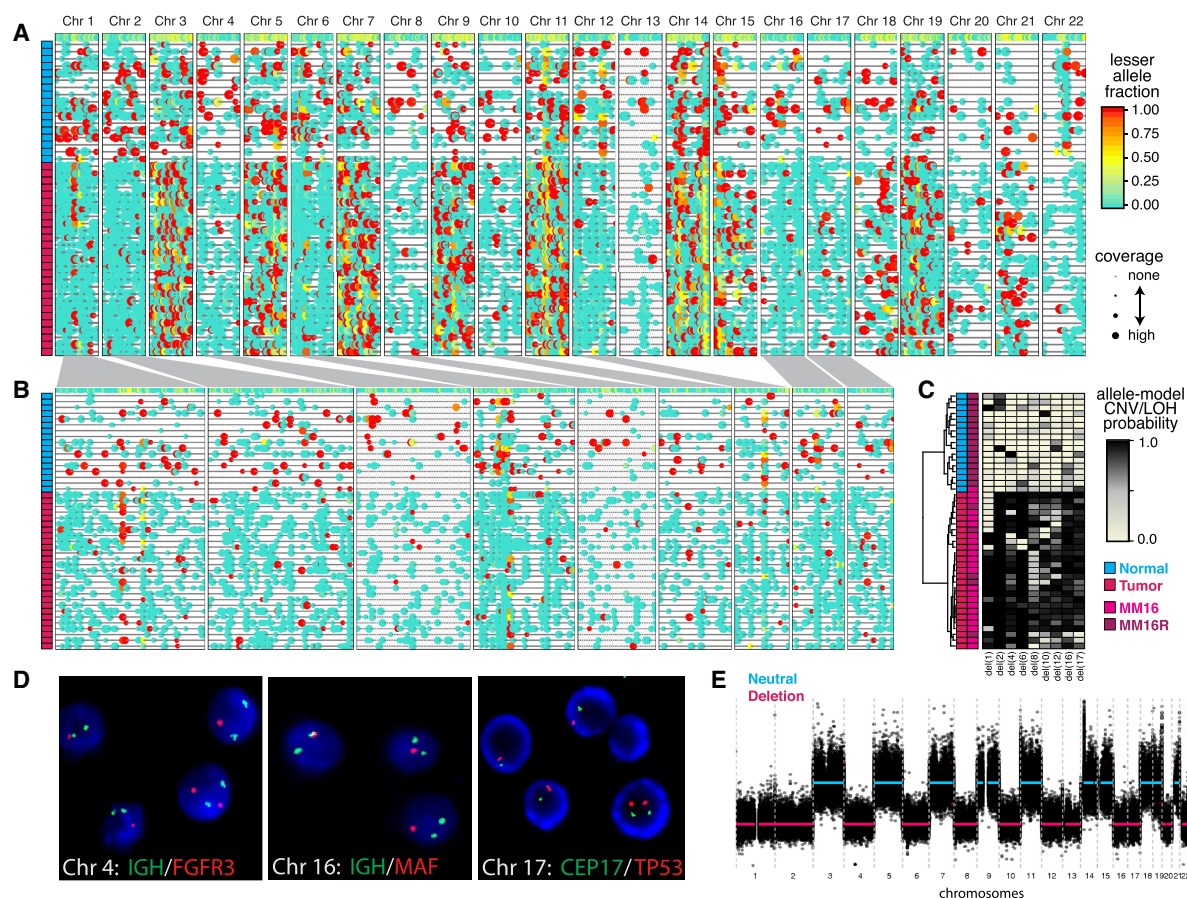 Chr 1 Chr 2 Chr 3 Chr 4 Chr 5 Chr 6 Chr 7 Chr 8 Chr 9 Chr 10 Chr 11 Chr 12 Chr 13 Chr 14 Chr 15 Chr 16 Chr 17 Chr 18 Chr 19 Chr 20 Chr 21 Chr 22
A
lesser
allele
fraction
1.00
0.75
0.50
0.25
0.00
coverage
none
high
B
C
allele-model
CNV/LOH
probability
1.0
0.0
Normal
Tumor
MM16
MM16R
del(1) del(2) del(4) del(6) del(8) del(10) del(12) del(16) del(17)
D
Chr 4: IGH/FGFR3
Chr 16: IGH/MAF
Chr 17: CEP17/TP53
E
Neutral
Deletion
1 2 3 4 5 6 7 8 9 10 11 12 13 14 15 16 17 18 19 20 21
chromosomes